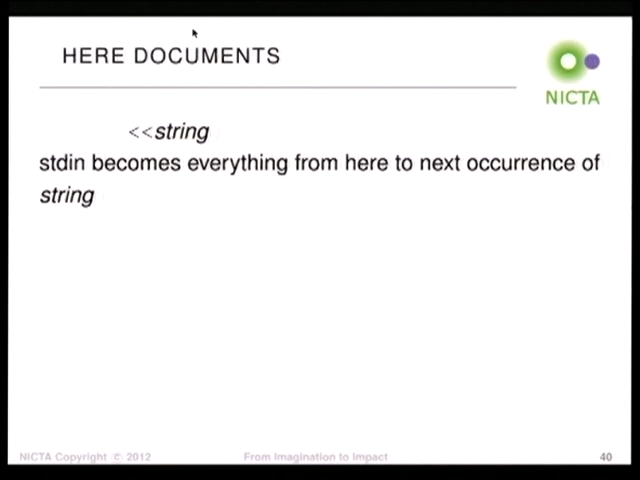 HERE DOCUMENTS
NICTA
<<string
stdin becomes everything from here to next occurrence of
string
NICTA Copyright © 2012
From Imagination to Impact
40